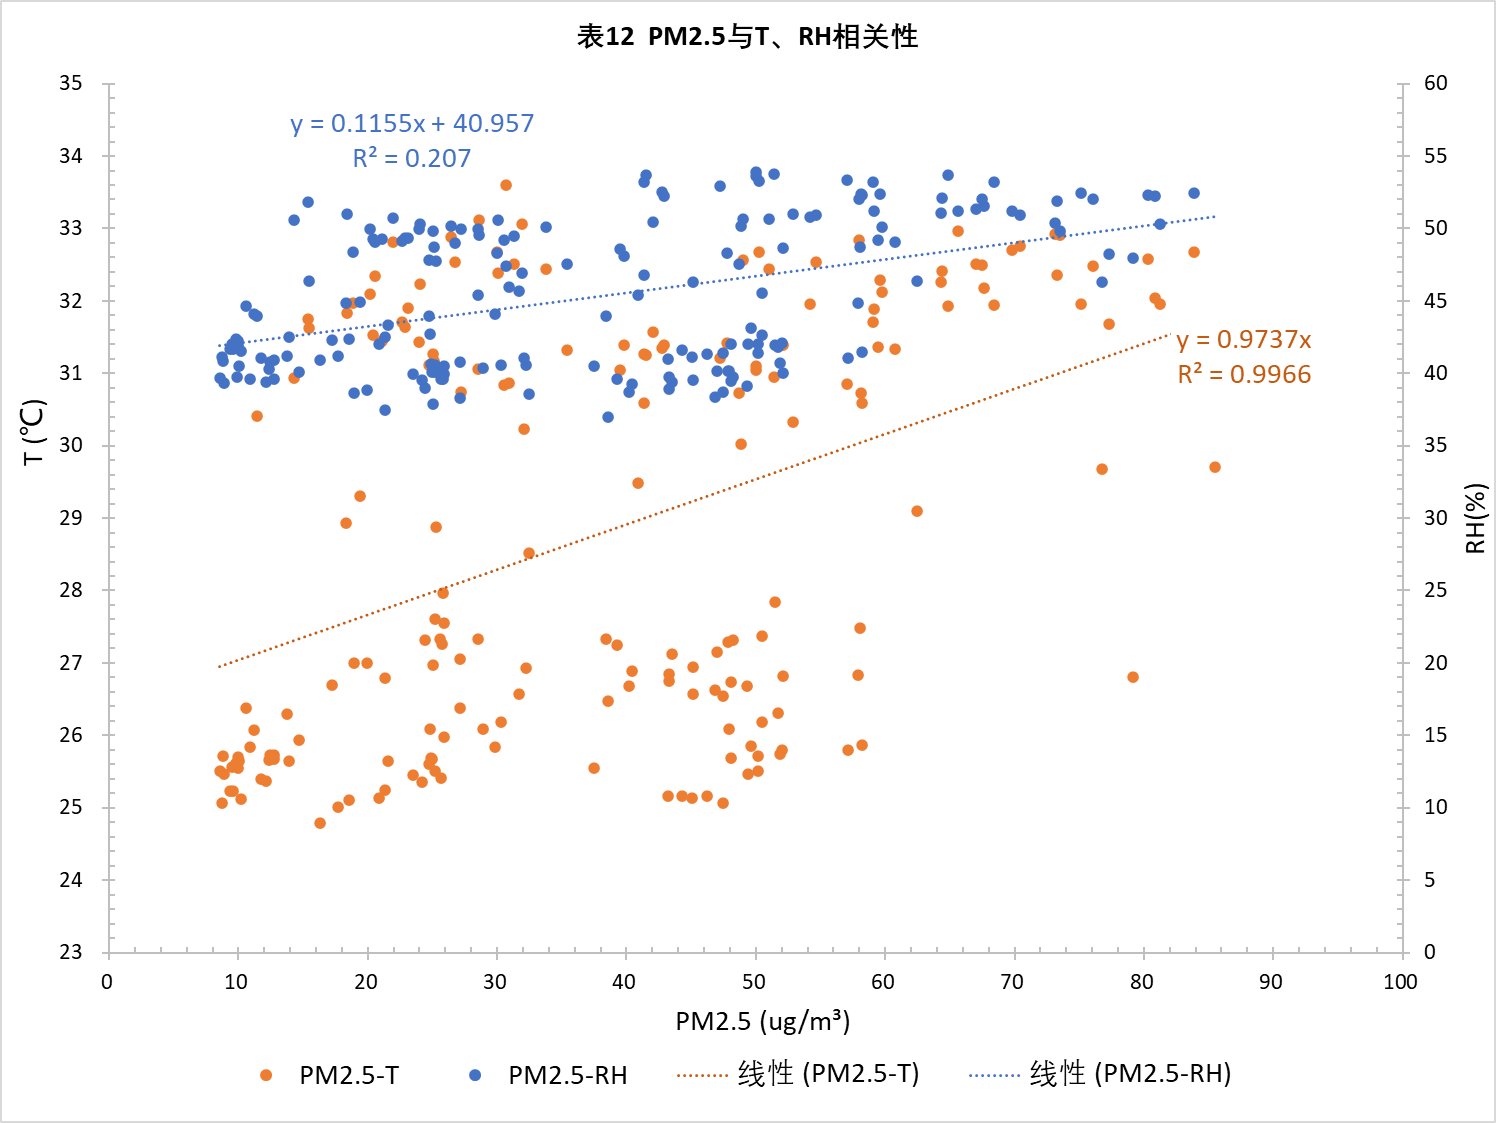 表12  PM2.5与T、RH相关性
y = 0.1155x + 40.957
R² = 0.207
y = 0.9737x
R² = 0.9966
T (℃)
35
34
33
32
31
30
29
28
27
26
25
24
23
60
55
50
45
40
35
30
25
20
15
10
5
0
RH(%)
0 10 20 30 40 50 60 70 80 90 100
PM2.5 (ug/m³)
PM2.5-T PM2.5-RH 线性 (PM2.5-T) 线性 (PM2.5-RH)